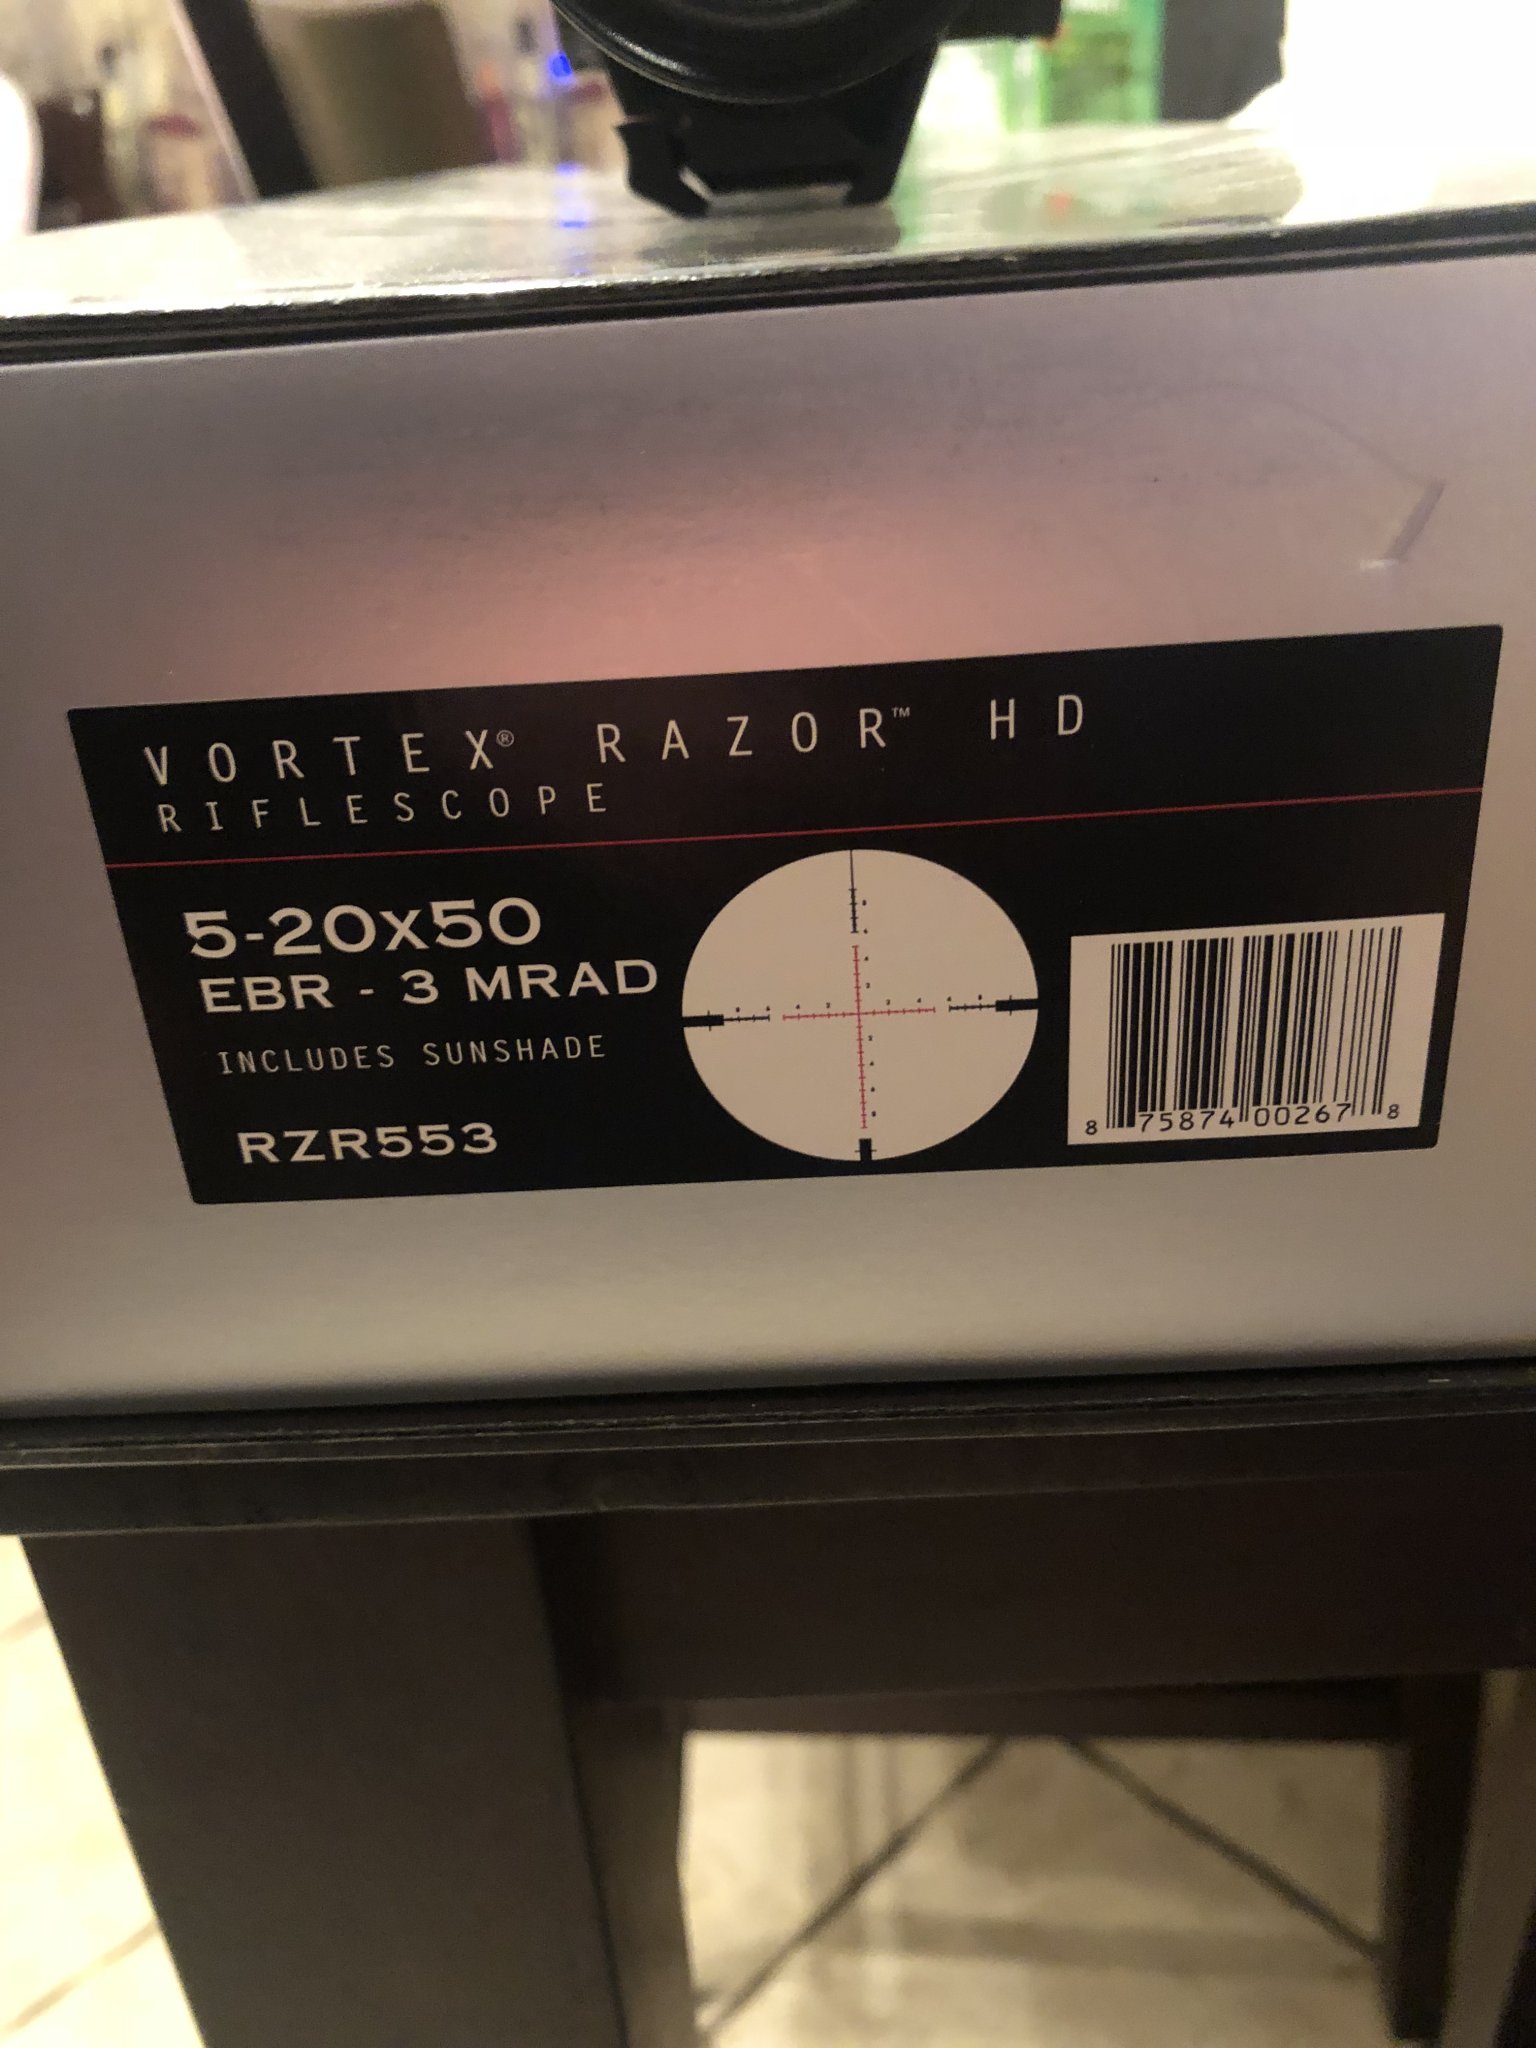 VORTEX® RAZOR™ HD
RIFLESCOPE
5-20x50
EBR - 3 MRAD
INCLUDES SUNSHADE
RZR553
8 75874 00267 8